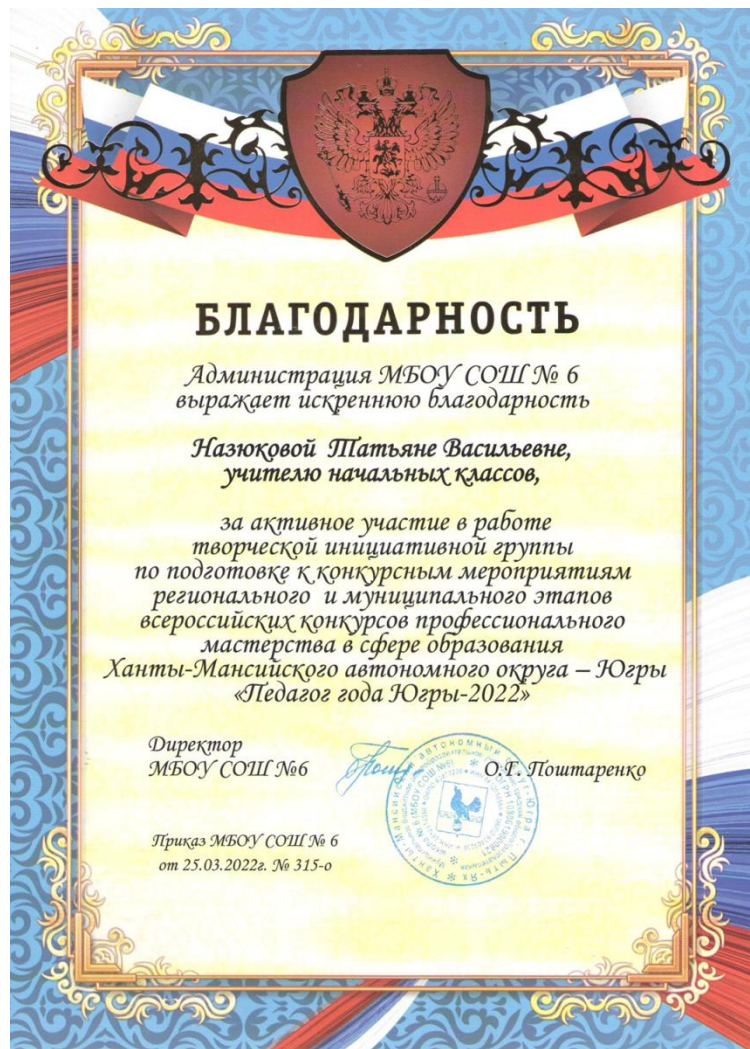 БЛАГОДАРНОСТЬ
Администрация МБОУ СОШ № 6
выражает искреннюю благодарность
Назюковой Татьяне Васильевне,
учителю начальных классов,
за активное участие в работе
творческой инициативной группы
по подготовке к конкурсным мероприятиям
регионального и муниципального этапов
всероссийских конкурсов профессионального
мастерства в сфере образования
Ханты-Мансийского автономного округа – Югры
«Педагог года Югры-2022»
Директор
МБОУ СОШ №6
О.Г. Поштаренко
Приказ МБОУ СОШ № 6
от 25.03.2022г. № 315-о